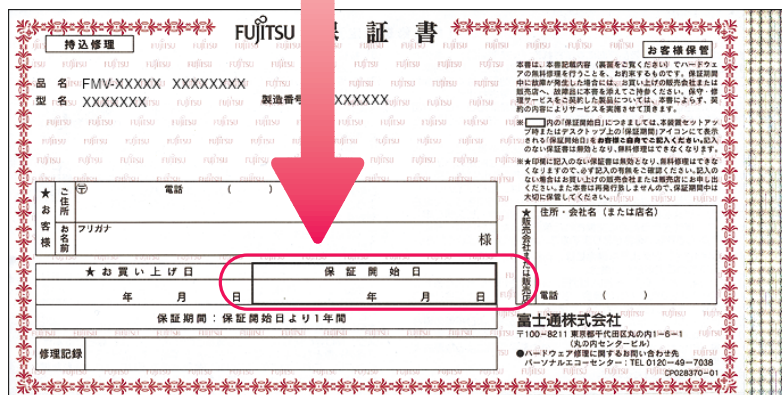 FUJITSU 保証書
持込修理
お客様保管
品名 FMV-XXXXX XXXXXXXX
型名 XXXXXXX 製造番号 XXXXXX
本書は、本書記載内容（裏面をご覧ください）でハードウェ
アの無料修理を行うことを、お約束するものです。保証期間
中に故障が発生した場合には、お買い上げの販売会社または
販売店へ、故障品に本書を添えてご持参ください。保守・修
理サービスをご契約した製品については、本書によらず、契
約の内容によりサービスを実施させて頂きます。
※ 内の「保証開始日」につきましては、本装置セットアッ
プ時またはデスクトップ上の「保証期間」アイコンにて表示
される「保証開始日」をお客様ご自身でご記入ください。記入
のない保証書は無効となり、無料修理はできなくなります。
※★印欄に記入のない保証書は無効となり、無料修理はできな
くなりますので、必ず記入の有無をご確認ください。記入の
ない場合はお買い上げの販売会社または販売店にお申し出
ください。また本書は再発行致しませんので、保証期間中は
大切に保管してください。
★お客様
ご住所
〒 電話 ( )
お名前
フリガナ
様
★販売会社または販売店
住所・会社名（または店名）
電話 ( )
★お買い上げ日 保証開始日
年 月 日 年 月 日
保証期間：保証開始日より1年間
修理記録
富士通株式会社
〒100-8211 東京都千代田区丸の内1-6-1
(丸の内センタービル)
●ハードウェア修理に関するお問い合わせ先
パーソナルエコーセンター：TEL 0120-49-7038
CP028370-01